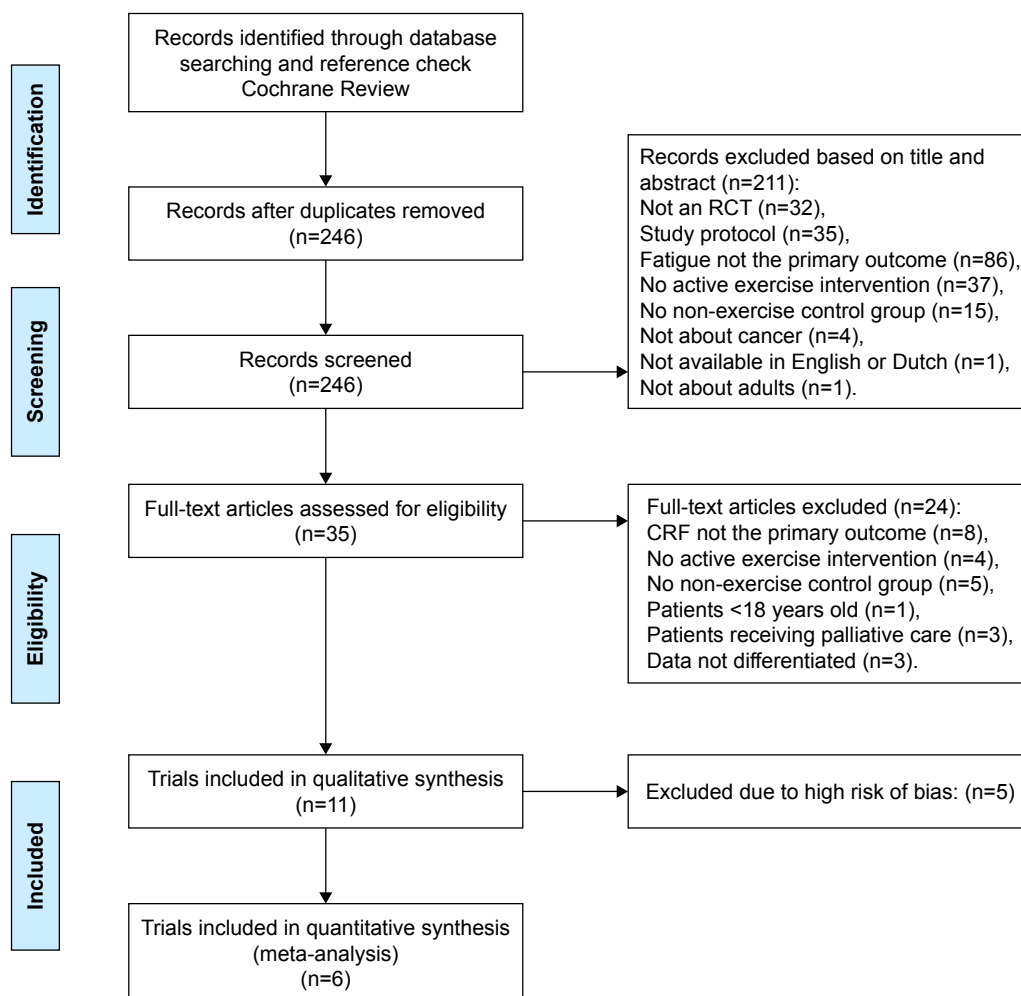 Identification
Records identified through database
searching and reference check
Cochrane Review
Records after duplicates removed
(n=246)
Screening
Records screened
(n=246)
Records excluded based on title and
abstract (n=211):
Not an RCT (n=32),
Study protocol (n=35),
Fatigue not the primary outcome (n=86),
No active exercise intervention (n=37),
No non-exercise control group (n=15),
Not about cancer (n=4),
Not available in English or Dutch (n=1),
Not about adults (n=1).
Eligibility
Full-text articles assessed for eligibility
(n=35)
Full-text articles excluded (n=24):
CRF not the primary outcome (n=8),
No active exercise intervention (n=4),
No non-exercise control group (n=5),
Patients <18 years old (n=1),
Patients receiving palliative care (n=3),
Data not differentiated (n=3).
Included
Trials included in qualitative synthesis
(n=11)
Excluded due to high risk of bias: (n=5)
Trials included in quantitative synthesis
(meta-analysis)
(n=6)